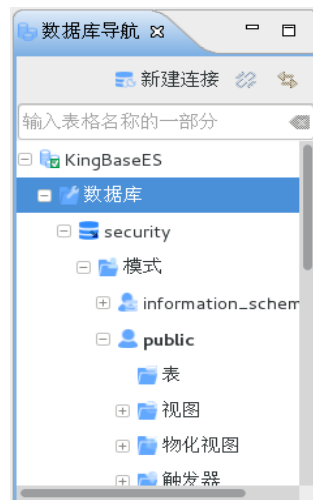 数据库导航
新建连接
输入表格名称的一部分
KingBaseES
数据库
security
模式
information_schem
public
表
视图
物化视图
触发器